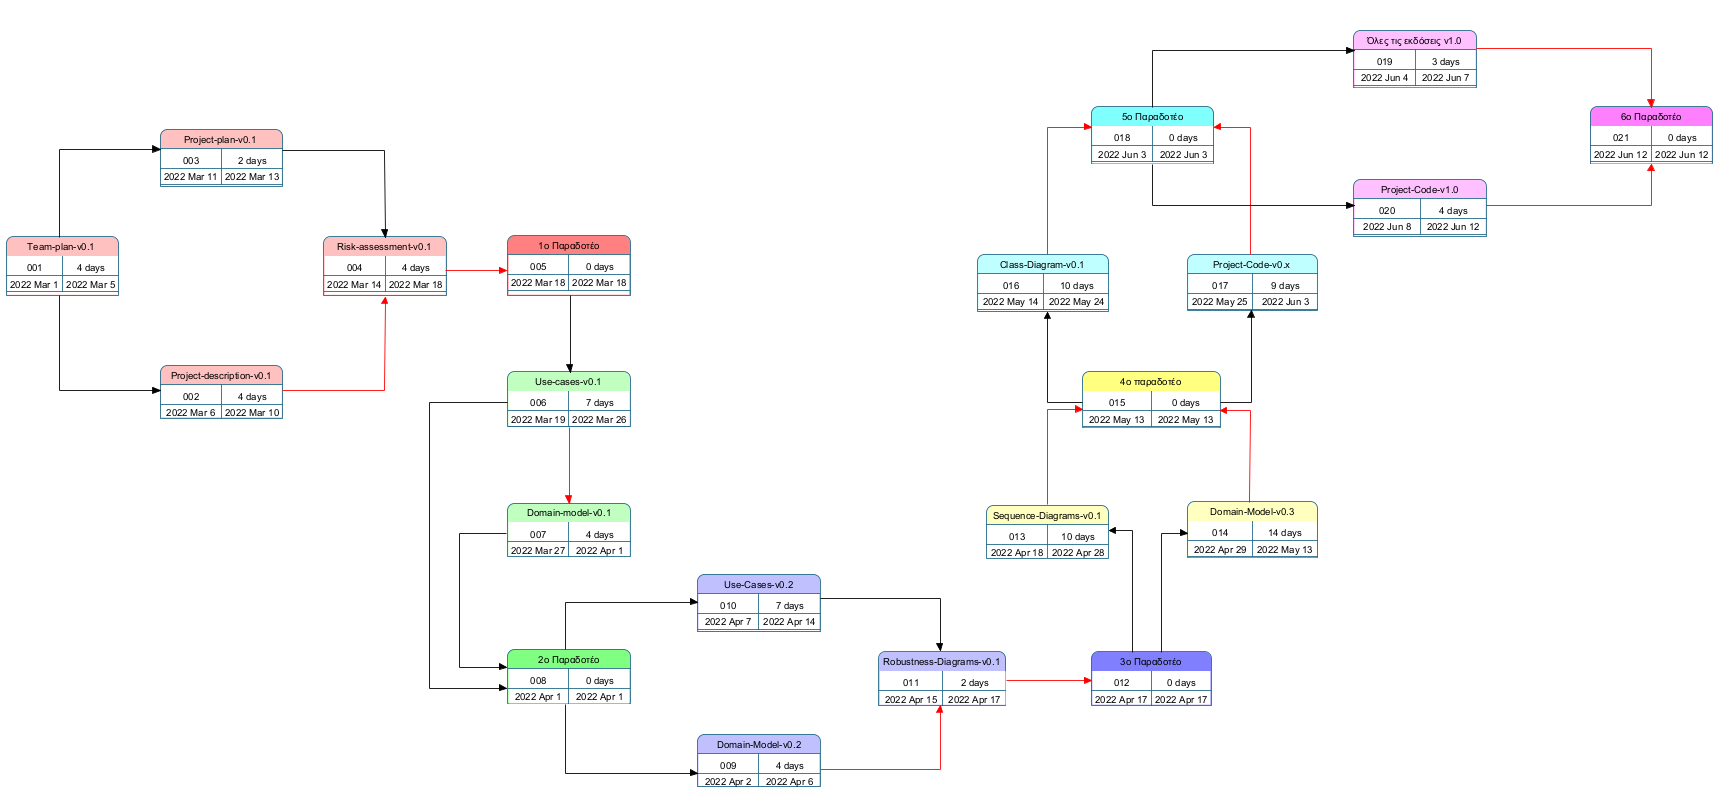 Όλες τις εκδόσεις v1.0
019 3 days
2022 Jun 4 2022 Jun 7
5ο Παραδοτέο
018 0 days
2022 Jun 3 2022 Jun 3
6ο Παραδοτέο
021 0 days
2022 Jun 12 2022 Jun 12
Project-plan-v0.1
003 2 days
2022 Mar 11 2022 Mar 13
Project-Code-v1.0
020 4 days
2022 Jun 8 2022 Jun 12
Team-plan-v0.1
001 4 days
2022 Mar 1 2022 Mar 5
Risk-assessment-v0.1
004 4 days
2022 Mar 14 2022 Mar 18
1ο Παραδοτέο
005 0 days
2022 Mar 18 2022 Mar 18
Class-Diagram-v0.1
016 10 days
2022 May 14 2022 May 24
Project-Code-v0.x
017 9 days
2022 May 25 2022 Jun 3
Project-description-v0.1
002 4 days
2022 Mar 6 2022 Mar 10
Use-cases-v0.1
006 7 days
2022 Mar 19 2022 Mar 26
4ο παραδοτέο
015 0 days
2022 May 13 2022 May 13
Domain-model-v0.1
007 4 days
2022 Mar 27 2022 Apr 1
Sequence-Diagrams-v0.1
013 10 days
2022 Apr 18 2022 Apr 28
Domain-Model-v0.3
014 14 days
2022 Apr 29 2022 May 13
Use-Cases-v0.2
010 7 days
2022 Apr 7 2022 Apr 14
2ο Παραδοτέο
008 0 days
2022 Apr 1 2022 Apr 1
Robustness-Diagrams-v0.1
011 2 days
2022 Apr 15 2022 Apr 17
3ο Παραδοτέο
012 0 days
2022 Apr 17 2022 Apr 17
Domain-Model-v0.2
009 4 days
2022 Apr 2 2022 Apr 6